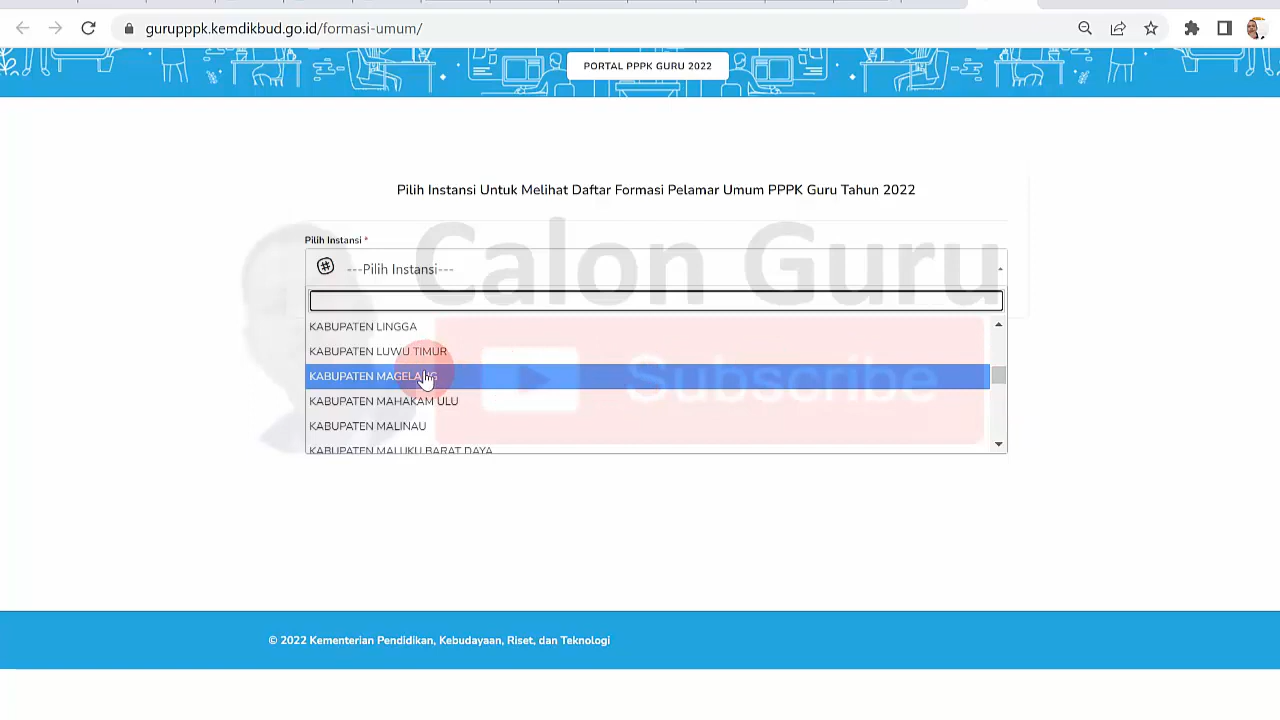 gurupppk.kemdikbud.go.id/formasi-umum/
PORTAL PPPK GURU 2022
Pilih Instansi Untuk Melihat Daftar Formasi Pelamar Umum PPPK Guru Tahun 2022
Pilih Instansi *
---Pilih Instansi---
Calon Guru
KABUPATEN LINGGA
KABUPATEN LUWU TIMUR
KABUPATEN MAGELANG
KABUPATEN MAHAKAM ULU
Subscribe
KABUPATEN MALINAU
KABUPATEN MALUKU BARAT DAYA
© 2022 Kementerian Pendidikan, Kebudayaan, Riset, dan Teknologi